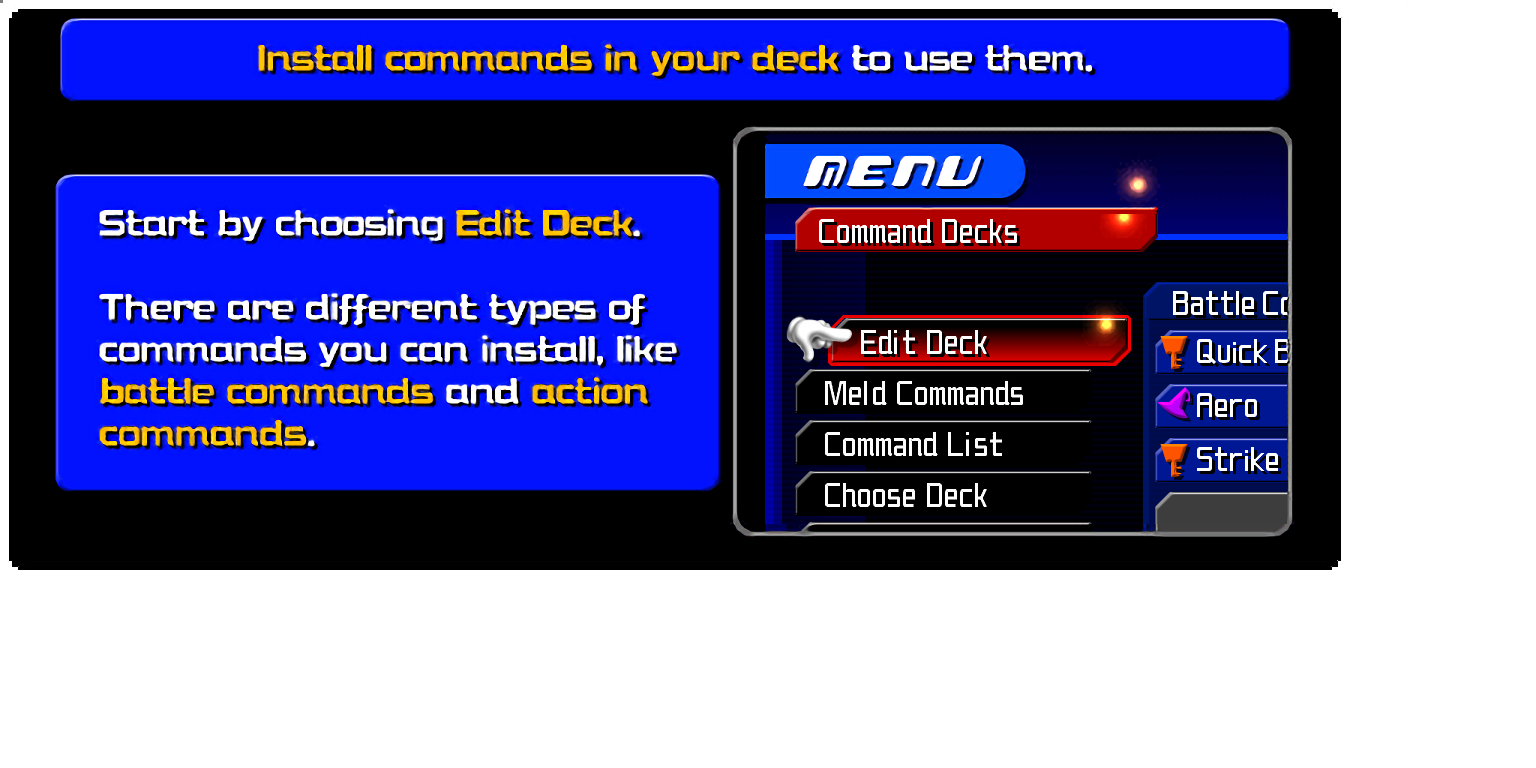 Install commands in your deck to use them.
Start by choosing Edit Deck.
There are different types of
commands you can install, like
battle commands and action
commands.
MENU
Command Decks
Edit Deck
Meld Commands
Command List
Choose Deck
Battle
Quick
Aero
Strike